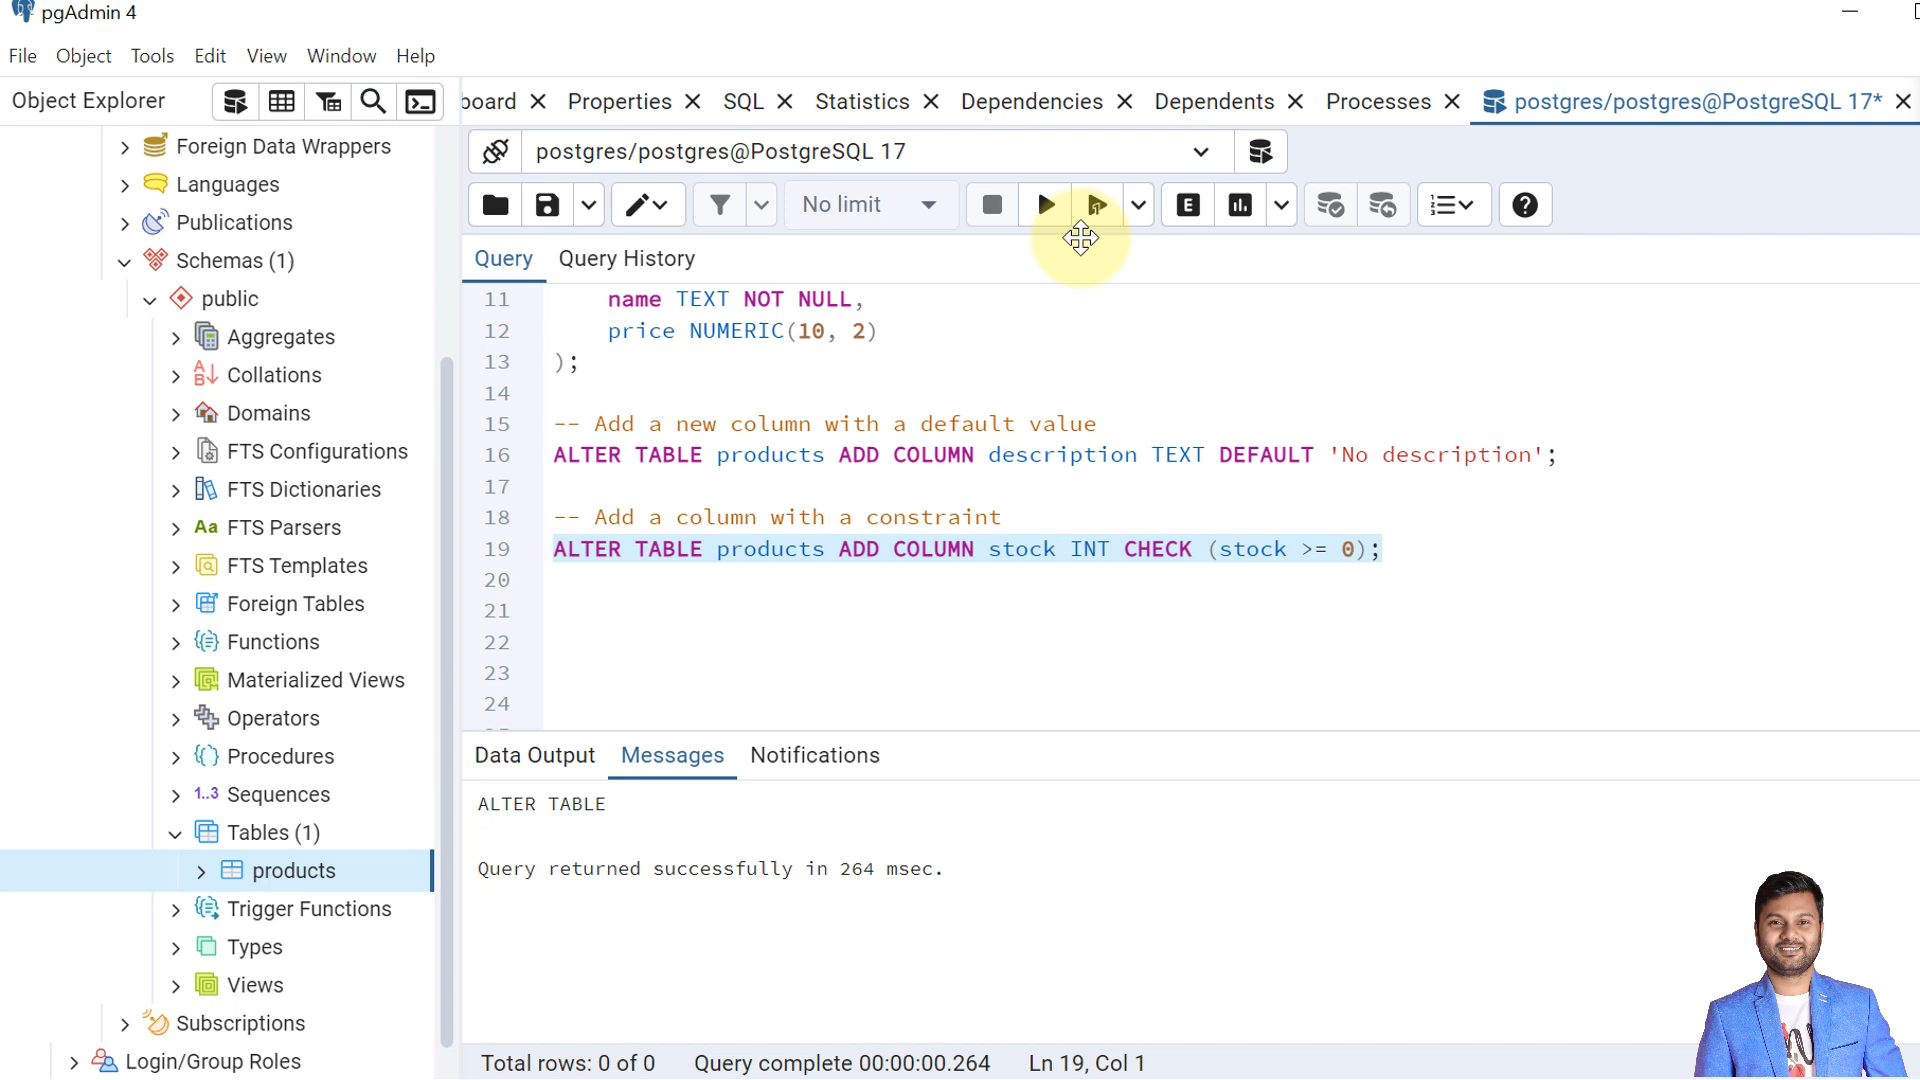 pgAdmin 4
File Object Tools Edit View Window Help
Object Explorer
board Properties SQL Statistics Dependencies Dependents Processes postgres/postgres@PostgreSQL 17*
Foreign Data Wrappers
Languages
Publications
Schemas (1)
public
Aggregates
Collations
Domains
FTS Configurations
FTS Dictionaries
Aa FTS Parsers
FTS Templates
Foreign Tables
Functions
Materialized Views
Operators
Procedures
1..3 Sequences
Tables (1)
products
Trigger Functions
Types
Views
Subscriptions
Login/Group Roles
postgres/postgres@PostgreSQL 17
No limit
E
Query Query History
11 name TEXT NOT NULL,
12 price NUMERIC(10, 2)
13 );
14
15 -- Add a new column with a default value
16 ALTER TABLE products ADD COLUMN description TEXT DEFAULT 'No description';
17
18 -- Add a column with a constraint
19 ALTER TABLE products ADD COLUMN stock INT CHECK (stock >= 0);
20
21
22
23
24
Data Output Messages Notifications
ALTER TABLE
Query returned successfully in 264 msec.
Total rows: 0 of 0 Query complete 00:00:00.264 Ln 19, Col 1